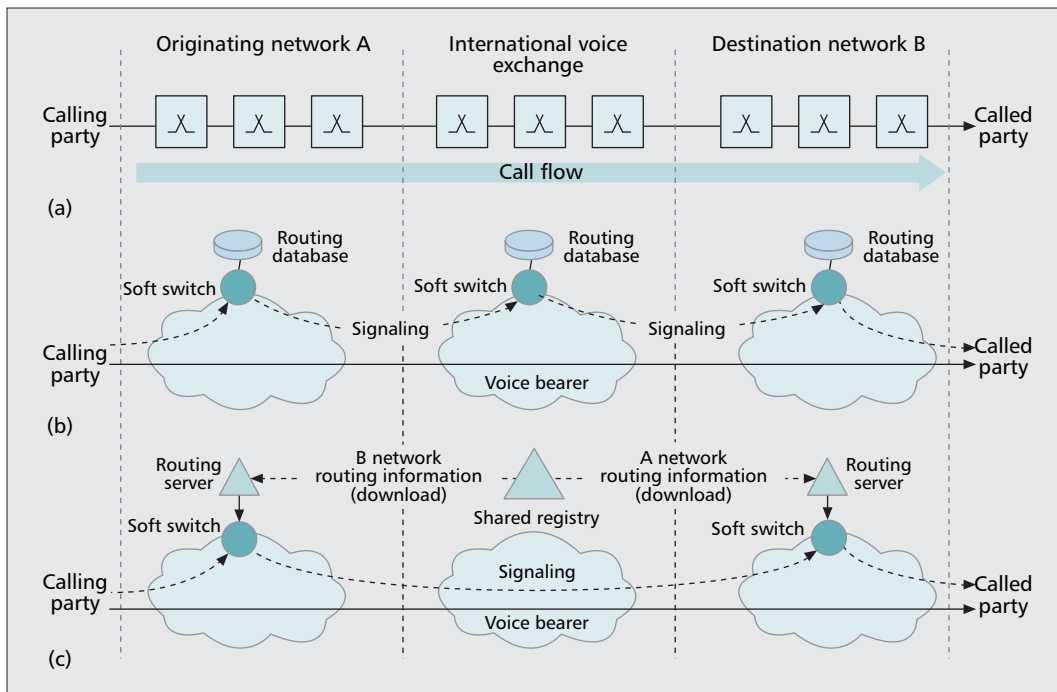 Originating network A
International voice
exchange
Destination network B
Calling
party
Called
party
Call flow
(a)
Routing
database
Routing
database
Routing
database
Soft switch
Soft switch
Soft switch
Signaling
Signaling
Calling
party
Called
party
Voice bearer
(b)
Routing
server
B network
routing information
(download)
A network
routing information
(download)
Routing
server
Shared registry
Soft switch
Soft switch
Signaling
Calling
party
Called
party
Voice bearer
(c)